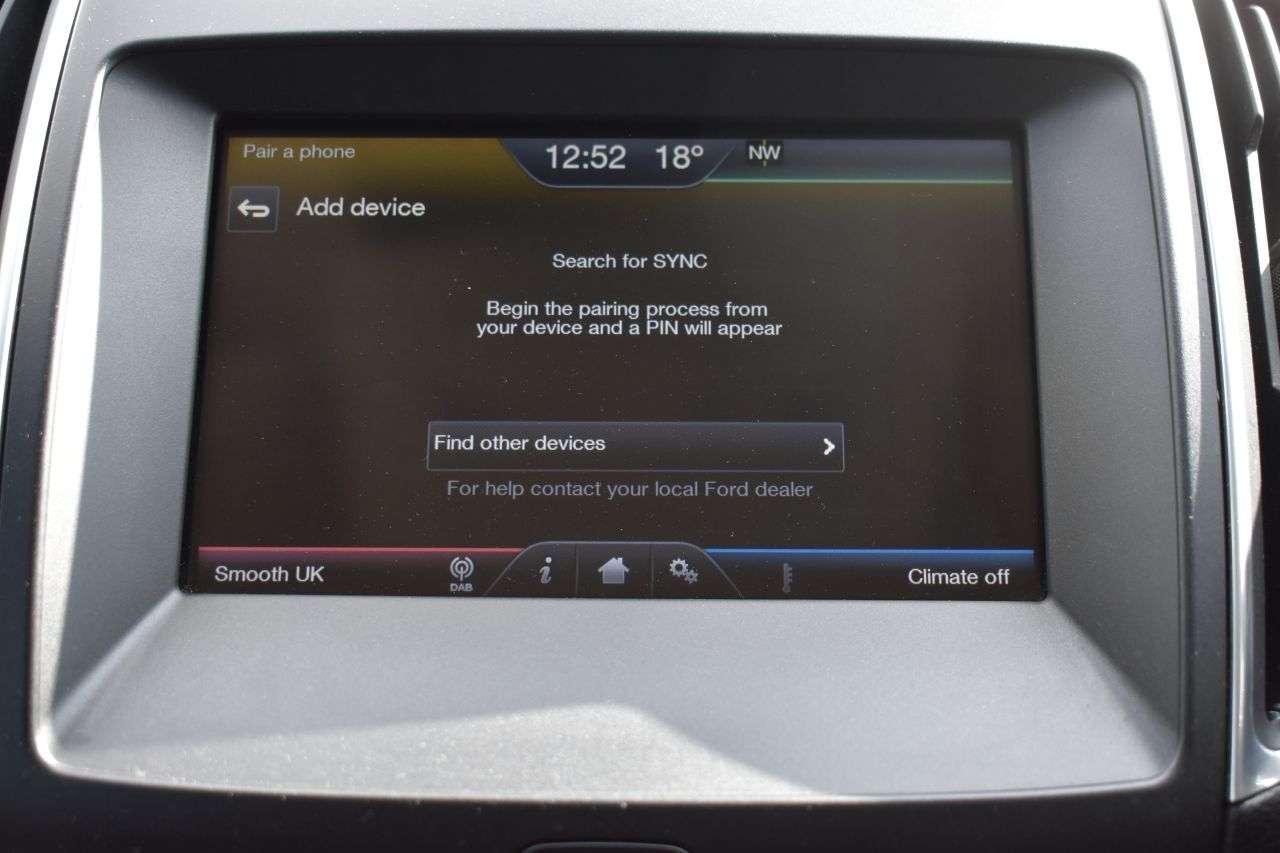 Pair a phone
12:52 18° NW
Add device
Search for SYNC
Begin the pairing process from
your device and a PIN will appear
Find other devices
For help contact your local Ford dealer
Smooth UK
DAB
i
Climate off